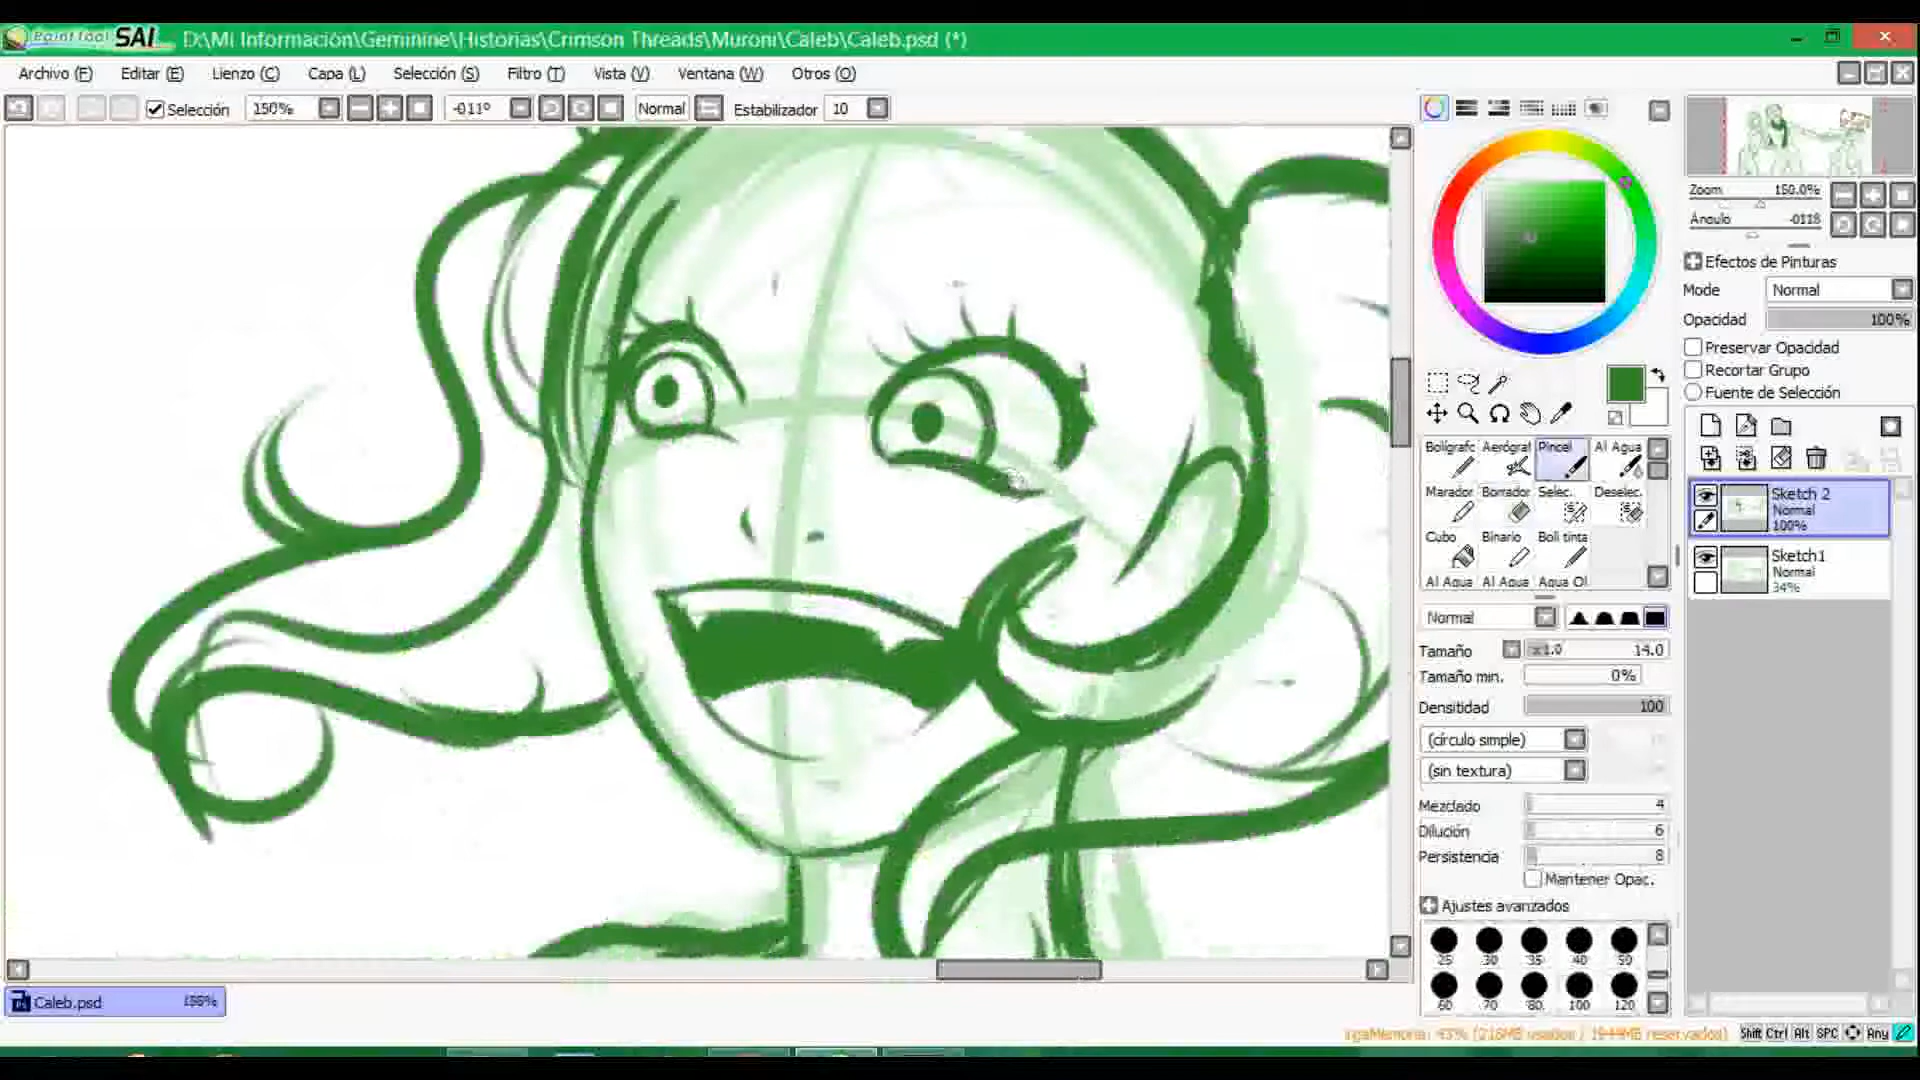 Paint Tool SAI D:\Mi Información\Geminine\Historias\Crimson Threads\Muroni\Caleb\Caleb.psd (*)
Archivo (F) Editar (E) Lienzo (C) Capa (L) Selección (S) Filtro (T) Vista (V) Ventana (W) Otros (O)
Selección 150% -011º Normal Estabilizador 10
Zoom 150.0%
Ángulo -011º
Efectos de Pinturas
Mode Normal
Opacidad 100%
Preservar Opacidad
Recortar Grupo
Fuente de Selección
Bolígrafc Aerógraf Pincel Al Agua
Marador Borrador Selec. Deselec.
Cubo Binario Boli tinta
Al Agua Al Agua Agua Ol
Sketch 2
Normal
100%
Sketch1
Normal
34%
Normal
Tamaño x1.0 14.0
Tamaño min. 0%
Densitidad 100
(círculo simple)
(sin textura)
Mezclado 4
Dilución 6
Persistencia 8
Mantener Opac.
Ajustes avanzados
25 30 35 40 50
60 70 80 100 120
Caleb.psd 150%
Shift Ctrl Alt SPC Any